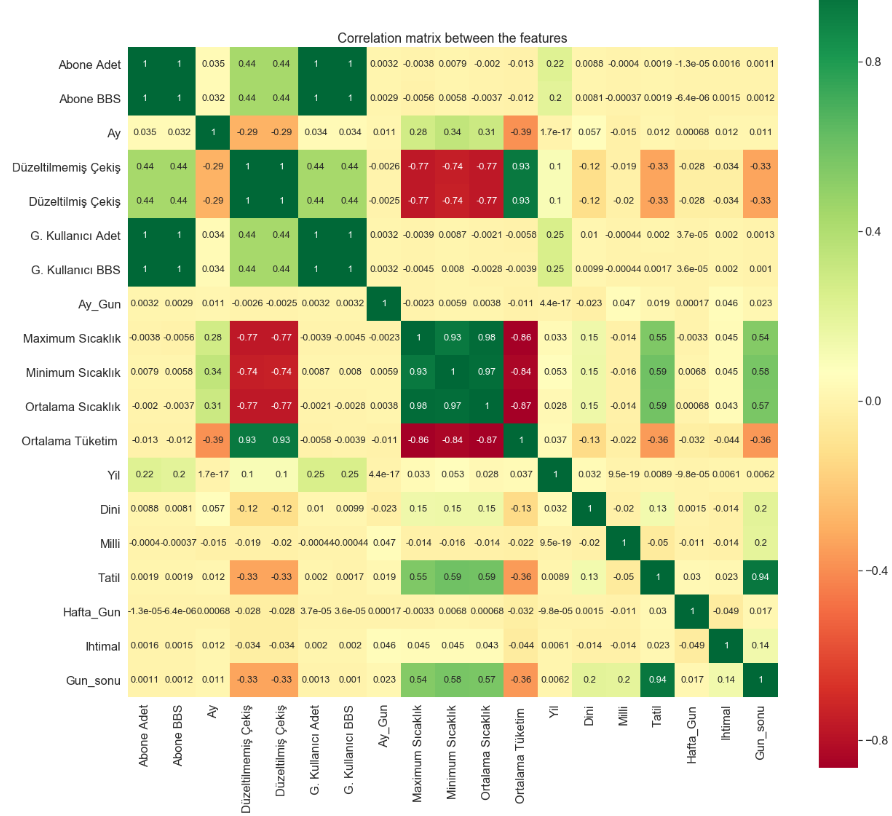 Correlation matrix between the features
Abone Adet 1 1 0.035 0.44 0.44 1 1 0.0032 -0.0038 0.0079 -0.002 -0.013 0.22 0.0088 -0.0004 0.0019 -1.3e-05 0.0016 0.0011
Abone BBS 1 1 0.032 0.44 0.44 1 1 0.0029 -0.0056 0.0058 -0.0037 -0.012 0.2 0.0081 -0.00037 0.0019 -6.4e-06 0.0015 0.0012
Ay 0.035 0.032 1 -0.29 -0.29 0.034 0.034 0.011 0.28 0.34 0.31 -0.39 1.7e-17 0.057 -0.015 0.012 0.00068 0.012 0.011
Düzeltilmemiş Çekiş 0.44 0.44 -0.29 1 1 0.44 0.44 -0.0026 -0.77 -0.74 -0.77 0.93 0.1 -0.12 -0.019 -0.33 -0.028 -0.034 -0.33
Düzeltilmiş Çekiş 0.44 0.44 -0.29 1 1 0.44 0.44 -0.0025 -0.77 -0.74 -0.77 0.93 0.1 -0.12 -0.02 -0.33 -0.028 -0.034 -0.33
G. Kullanıcı Adet 1 1 0.034 0.44 0.44 1 1 0.0032 -0.0039 0.0087 -0.0021 -0.0058 0.25 0.01 -0.00044 0.002 3.7e-05 0.002 0.0013
G. Kullanıcı BBS 1 1 0.034 0.44 0.44 1 1 0.0032 -0.0045 0.008 -0.0028 -0.0039 0.25 0.0099 -0.00044 0.0017 3.6e-05 0.002 0.001
Ay_Gun 0.0032 0.0029 0.011 -0.0026 -0.0025 0.0032 0.0032 1 -0.0023 0.0059 0.0038 -0.011 4.4e-17 -0.023 0.047 0.019 0.00017 0.046 0.023
Maximum Sıcaklık -0.0038 -0.0056 0.28 -0.77 -0.77 -0.0039 -0.0045 -0.0023 1 0.93 0.98 -0.86 0.033 0.15 -0.014 0.55 -0.0033 0.045 0.54
Minimum Sıcaklık 0.0079 0.0058 0.34 -0.74 -0.74 0.0087 0.008 0.0059 0.93 1 0.97 -0.84 0.053 0.15 -0.016 0.59 0.0068 0.045 0.58
Ortalama Sıcaklık -0.002 -0.0037 0.31 -0.77 -0.77 -0.0021 -0.0028 0.0038 0.98 0.97 1 -0.87 0.028 0.15 -0.014 0.59 0.00068 0.043 0.57
Ortalama Tüketim -0.013 -0.012 -0.39 0.93 0.93 -0.0058 -0.0039 -0.011 -0.86 -0.84 -0.87 1 0.037 -0.13 -0.022 -0.36 -0.032 -0.044 -0.36
Yil 0.22 0.2 1.7e-17 0.1 0.1 0.25 0.25 4.4e-17 0.033 0.053 0.028 0.037 1 0.032 9.5e-19 0.0089 -9.8e-05 0.0061 0.0062
Dini 0.0088 0.0081 0.057 -0.12 -0.12 0.01 0.0099 -0.023 0.15 0.15 0.15 -0.13 0.032 1 -0.02 0.13 0.0015 -0.014 0.2
Milli -0.0004 -0.00037 -0.015 -0.019 -0.02 -0.00044 -0.00044 0.047 -0.014 -0.016 -0.014 -0.022 9.5e-19 -0.02 1 -0.05 -0.011 -0.014 0.2
Tatil 0.0019 0.0019 0.012 -0.33 -0.33 0.002 0.0017 0.019 0.55 0.59 0.59 -0.36 0.0089 0.13 -0.05 1 0.03 0.023 0.94
Hafta_Gun -1.3e-05 -6.4e-06 0.00068 -0.028 -0.028 3.7e-05 3.6e-05 0.00017 -0.0033 0.0068 0.00068 -0.032 -9.8e-05 0.0015 -0.011 0.03 1 -0.049 0.017
Ihtimal 0.0016 0.0015 0.012 -0.034 -0.034 0.002 0.002 0.046 0.045 0.045 0.043 -0.044 0.0061 -0.014 -0.014 0.023 -0.049 1 0.14
Gun_sonu 0.0011 0.0012 0.011 -0.33 -0.33 0.0013 0.001 0.023 0.54 0.58 0.57 -0.36 0.0062 0.2 0.2 0.94 0.017 0.14 1
Abone Adet
Abone BBS
Ay
Düzeltilmemiş Çekiş
Düzeltilmiş Çekiş
G. Kullanıcı Adet
G. Kullanıcı BBS
Ay_Gun
Maximum Sıcaklık
Minimum Sıcaklık
Ortalama Sıcaklık
Ortalama Tüketim
Yil
Dini
Milli
Tatil
Hafta_Gun
Ihtimal
Gun_sonu
0.8
0.4
0.0
−0.4
−0.8